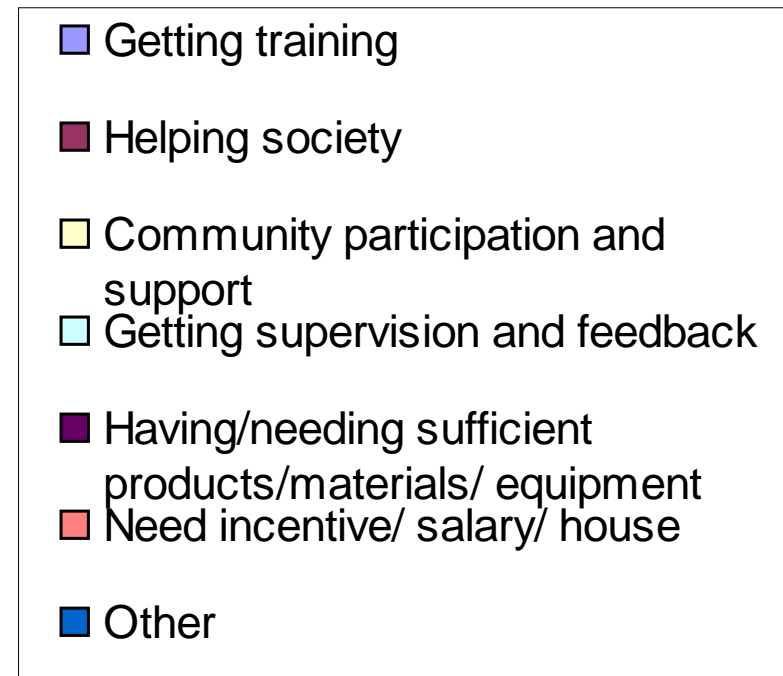 Getting training
Helping society
Community participation and
support
Getting supervision and feedback
Having/needing sufficient
products/materials/ equipment
Need incentive/ salary/ house
Other